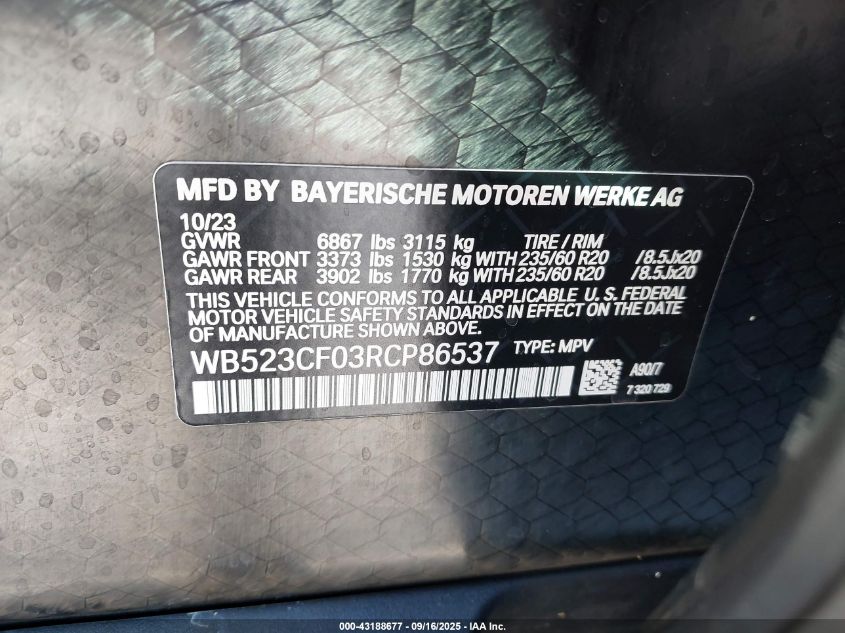 MFD BY BAYERISCHE MOTOREN WERKE AG
10/23
GVWR 6867 lbs 3115 kg TIRE / RIM
GAWR FRONT 3373 lbs 1530 kg WITH 235/60 R20 /8.5Jx20
GAWR REAR 3902 lbs 1770 kg WITH 235/60 R20 /8.5Jx20
THIS VEHICLE CONFORMS TO ALL APPLICABLE U.S. FEDERAL
MOTOR VEHICLE SAFETY STANDARDS IN EFFECT ON THE DATE
OF MANUFACTURE SHOWN ABOVE.
WB523CF03RCP86537 TYPE: MPV
A90/7
7 320 729
000-43188677 - 09/16/2025 - IAA Inc.